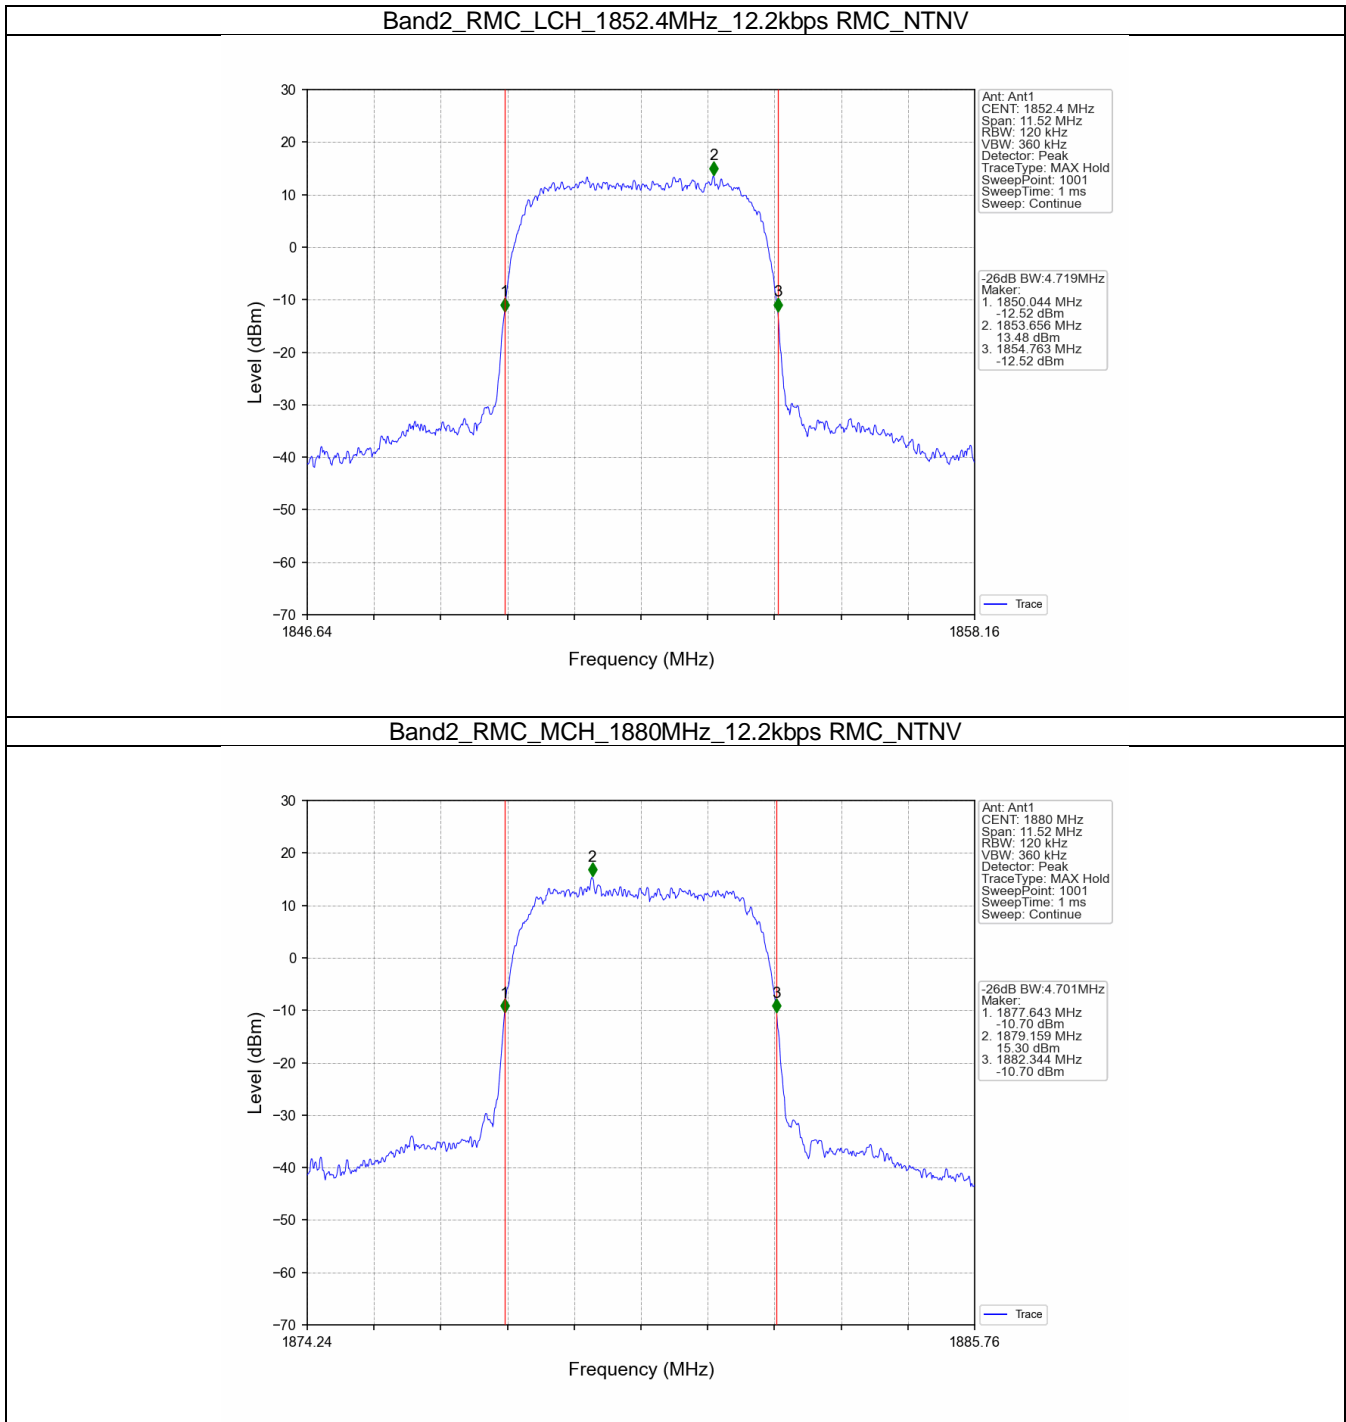 Band2_RMC_LCH_1852.4MHz_12.2kbps RMC_NTNV
30
20
10
0
−10
−20
−30
−40
−50
−60
−70
Level (dBm)
1
2
3
1846.64
1858.16
Frequency (MHz)
Ant: Ant1
CENT: 1852.4 MHz
Span: 11.52 MHz
RBW: 120 kHz
VBW: 360 kHz
Detector: Peak
TraceType: MAX Hold
SweepPoint: 1001
SweepTime: 1 ms
Sweep: Continue
-26dB BW:4.719MHz
Maker:
1. 1850.044 MHz
-12.52 dBm
2. 1853.656 MHz
13.48 dBm
3. 1854.763 MHz
-12.52 dBm
Trace
Band2_RMC_MCH_1880MHz_12.2kbps RMC_NTNV
30
20
10
0
−10
−20
−30
−40
−50
−60
−70
Level (dBm)
1
2
3
1874.24
1885.76
Frequency (MHz)
Ant: Ant1
CENT: 1880 MHz
Span: 11.52 MHz
RBW: 120 kHz
VBW: 360 kHz
Detector: Peak
TraceType: MAX Hold
SweepPoint: 1001
SweepTime: 1 ms
Sweep: Continue
-26dB BW:4.701MHz
Maker:
1. 1877.643 MHz
-10.70 dBm
2. 1879.159 MHz
15.30 dBm
3. 1882.344 MHz
-10.70 dBm
Trace